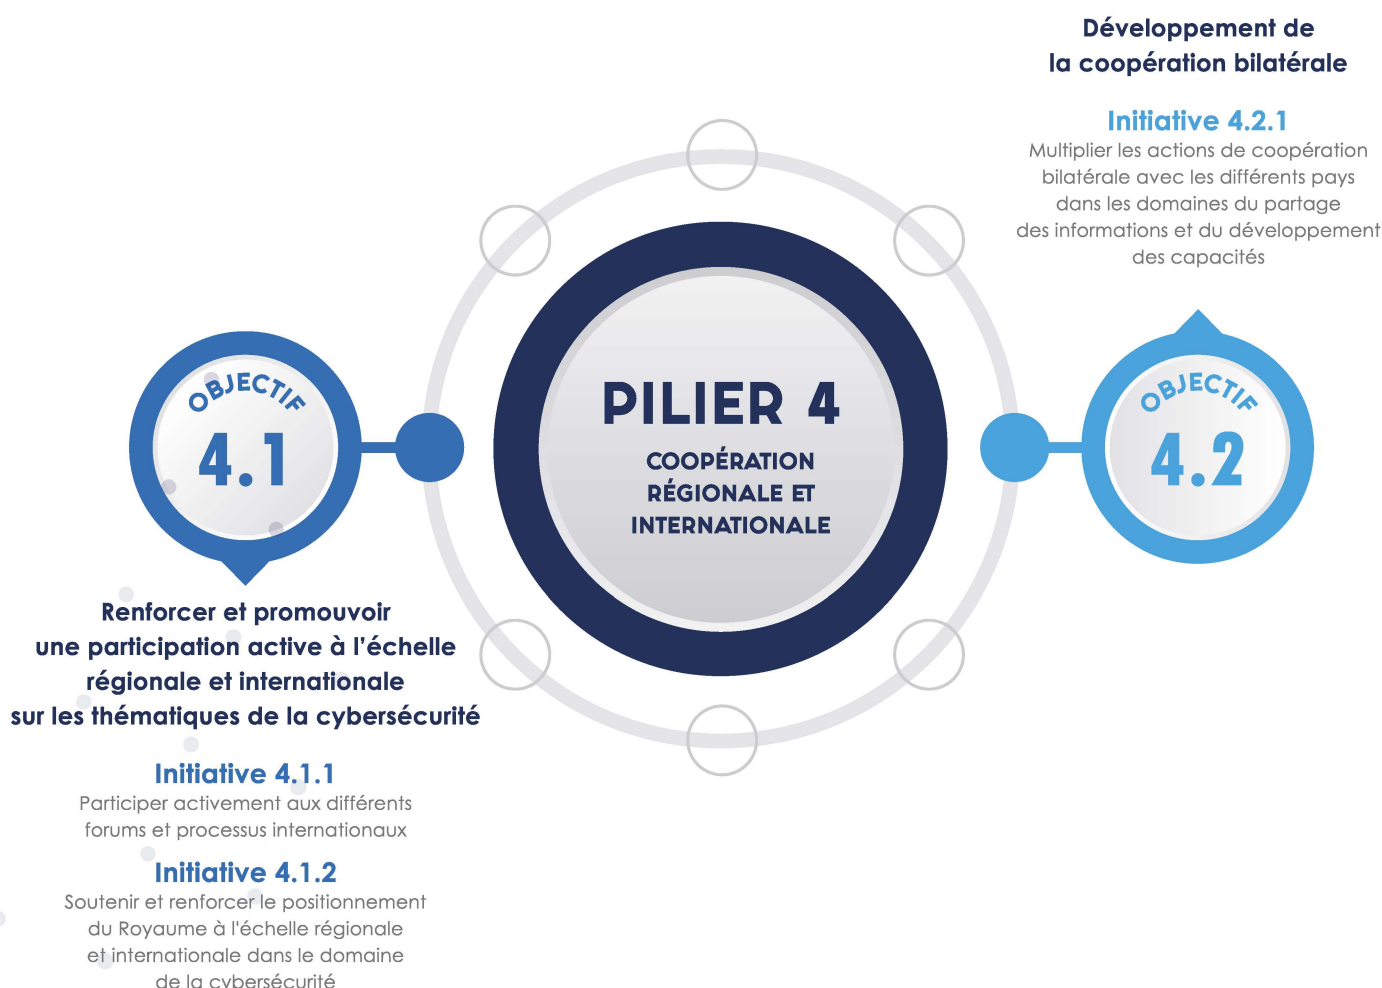 Développement de
la coopération bilatérale
Initiative 4.2.1
Multiplier les actions de coopération
bilatérale avec les différents pays
dans les domaines du partage
des informations et du développement
des capacités
OBJECTIF
4.1
PILIER 4
COOPÉRATION
RÉGIONALE ET
INTERNATIONALE
OBJECTIF
4.2
Renforcer et promouvoir
une participation active à l’échelle
régionale et internationale
sur les thématiques de la cybersécurité
Initiative 4.1.1
Participer activement aux différents
forums et processus internationaux
Initiative 4.1.2
Soutenir et renforcer le positionnement
du Royaume à l'échelle régionale
et internationale dans le domaine
de la cybersécurité